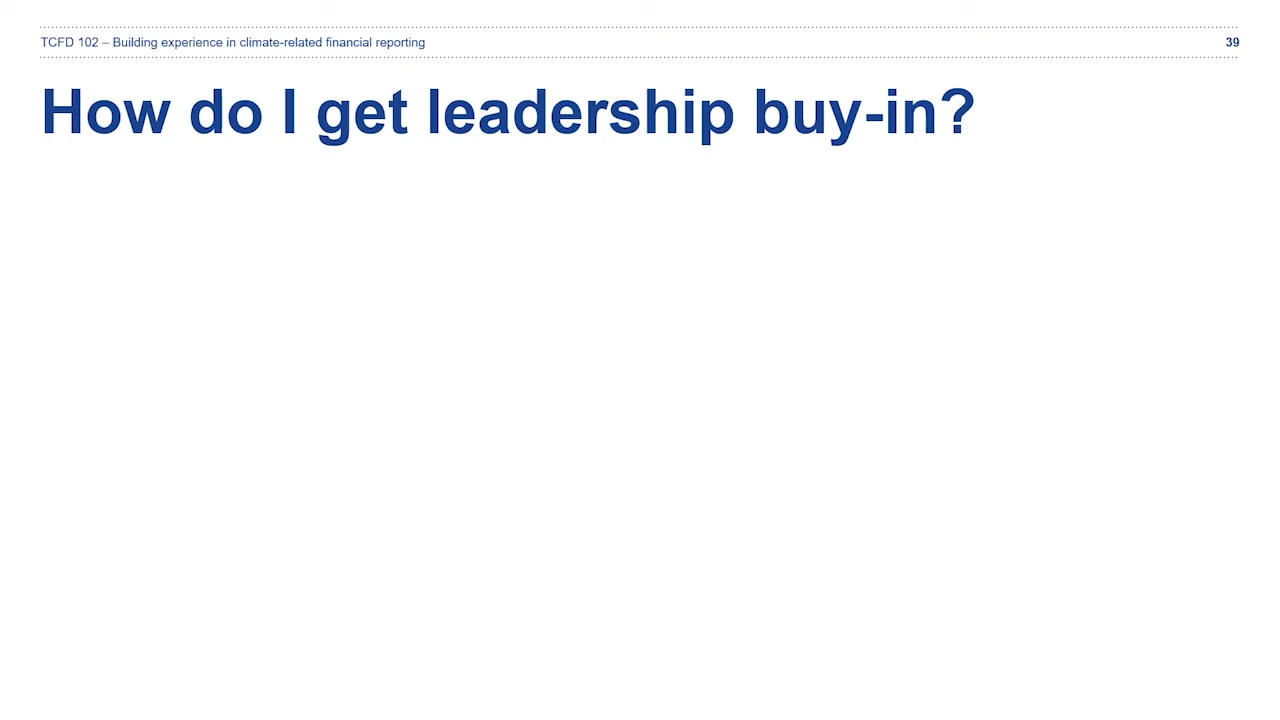 TCFD 102 – Building experience in climate-related financial reporting 39
How do I get leadership buy-in?